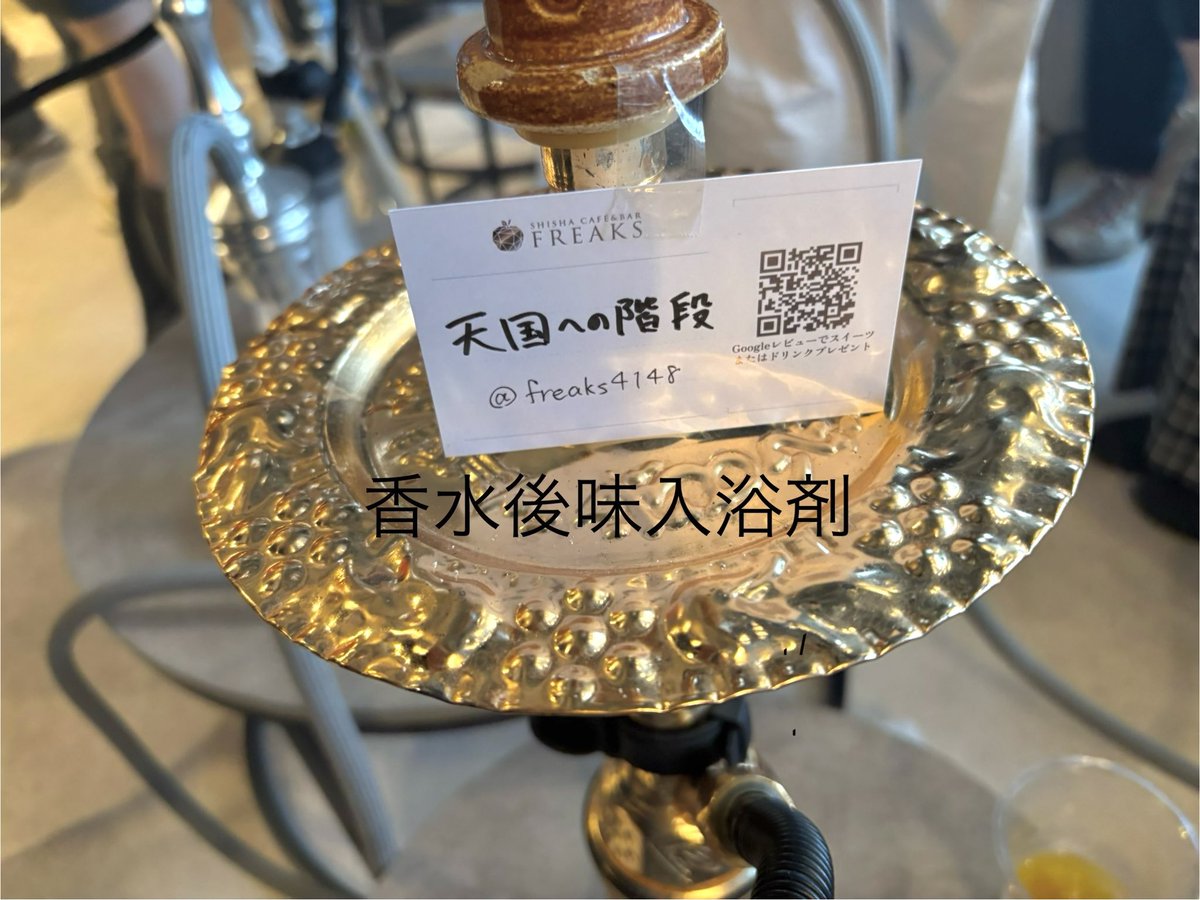 SHISHA CAFE&BAR
FREAKS
天国への階段
@freaks4148
Googleレビューでスイーツ
またはドリンクプレゼント
香水後味入浴剤